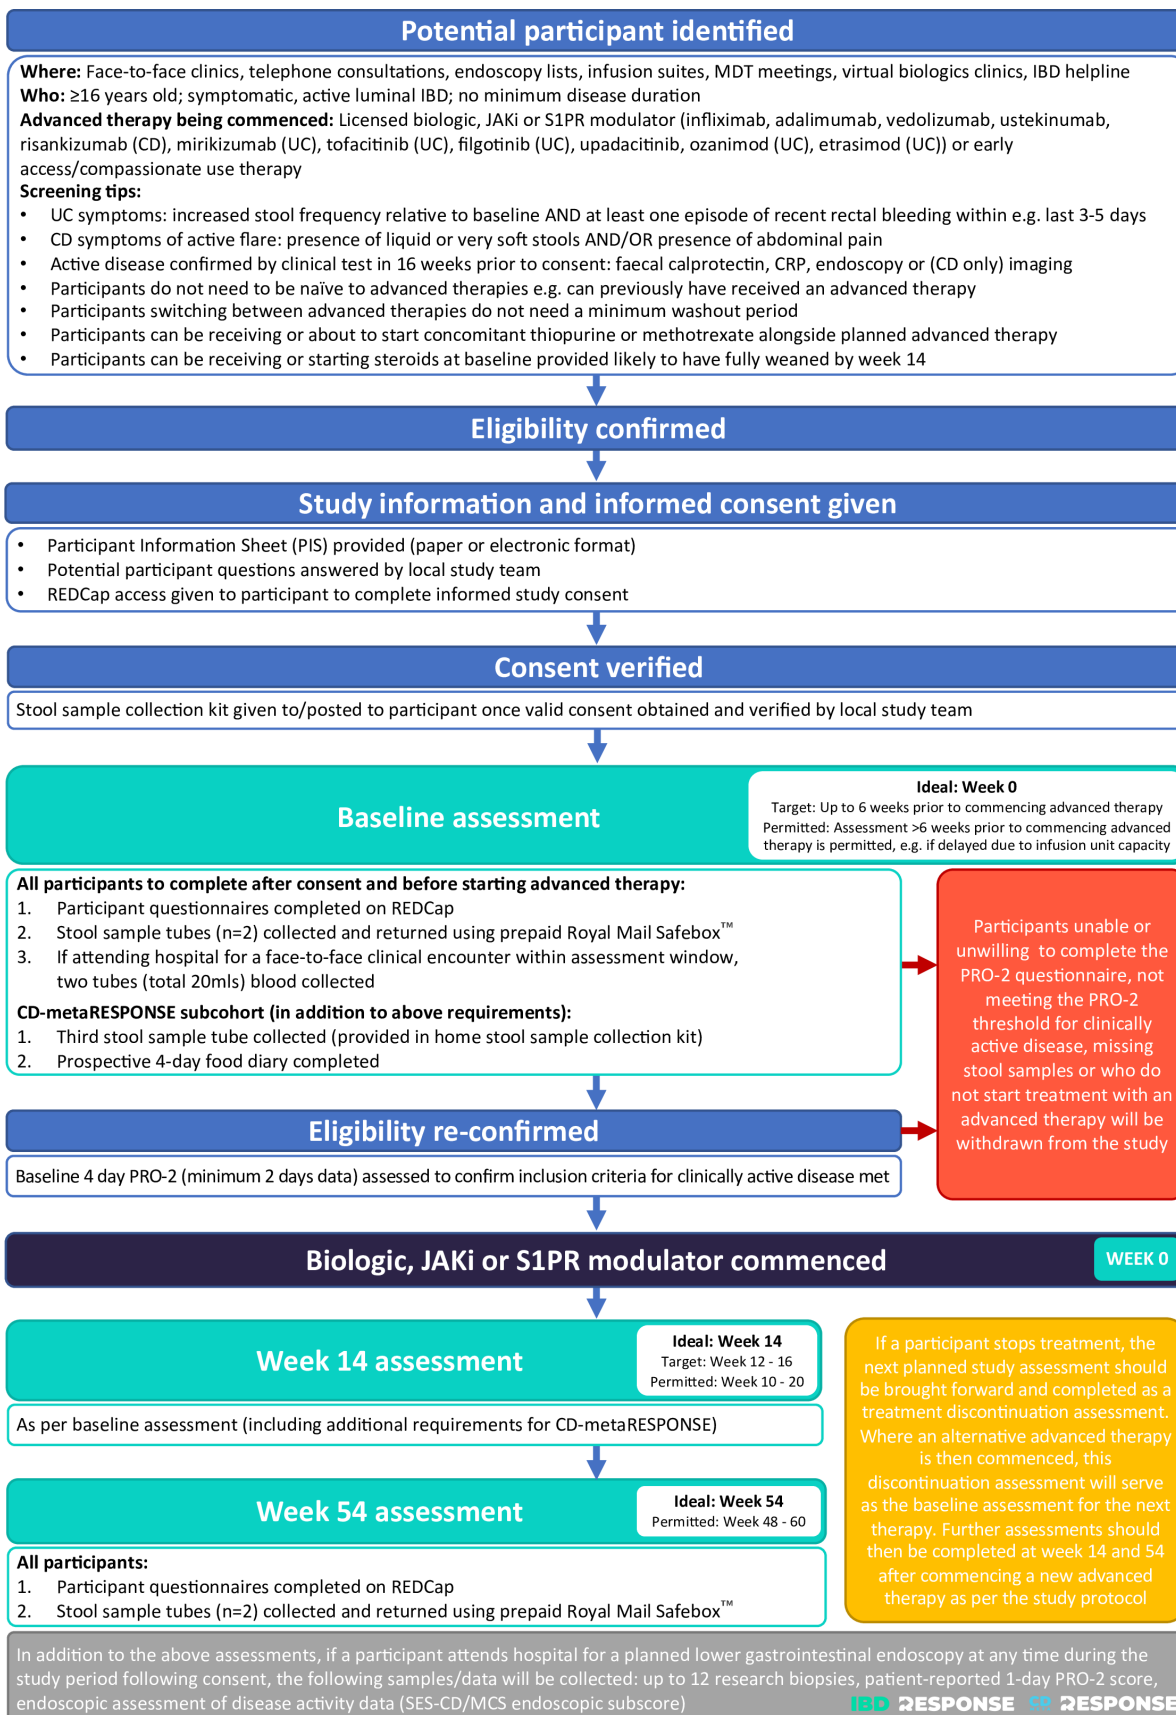 Potential participant identified
Where: Face-to-face clinics, telephone consultations, endoscopy lists, infusion suites, MDT meetings, virtual biologics clinics, IBD helpline
Who: ≥16 years old; symptomatic, active luminal IBD; no minimum disease duration
Advanced therapy being commenced: Licensed biologic, JAKi or S1PR modulator (infliximab, adalimumab, vedolizumab, ustekinumab,
risankizumab (CD), mirikizumab (UC), tofacitinib (UC), filgotinib (UC), upadacitinib, ozanimod (UC), etrasimod (UC)) or early
access/compassionate use therapy
Screening tips:
• UC symptoms: increased stool frequency relative to baseline AND at least one episode of recent rectal bleeding within e.g. last 3-5 days
• CD symptoms of active flare: presence of liquid or very soft stools AND/OR presence of abdominal pain
• Active disease confirmed by clinical test in 16 weeks prior to consent: faecal calprotectin, CRP, endoscopy or (CD only) imaging
• Participants do not need to be naïve to advanced therapies e.g. can previously have received an advanced therapy
• Participants switching between advanced therapies do not need a minimum washout period
• Participants can be receiving or about to start concomitant thiopurine or methotrexate alongside planned advanced therapy
• Participants can be receiving or starting steroids at baseline provided likely to have fully weaned by week 14
Eligibility confirmed
Study information and informed consent given
• Participant Information Sheet (PIS) provided (paper or electronic format)
• Potential participant questions answered by local study team
• REDCap access given to participant to complete informed study consent
Consent verified
Stool sample collection kit given to/posted to participant once valid consent obtained and verified by local study team
Baseline assessment
Ideal: Week 0
Target: Up to 6 weeks prior to commencing advanced therapy
Permitted: Assessment >6 weeks prior to commencing advanced
therapy is permitted, e.g. if delayed due to infusion unit capacity
All participants to complete after consent and before starting advanced therapy:
1. Participant questionnaires completed on REDCap
2. Stool sample tubes (n=2) collected and returned using prepaid Royal Mail Safebox™
3. If attending hospital for a face-to-face clinical encounter within assessment window,
two tubes (total 20mls) blood collected
CD-metaRESPONSE subcohort (in addition to above requirements):
1. Third stool sample tube collected (provided in home stool sample collection kit)
2. Prospective 4-day food diary completed
Participants unable or
unwilling to complete the
PRO-2 questionnaire, not
meeting the PRO-2
threshold for clinically
active disease, missing
stool samples or who do
not start treatment with an
advanced therapy will be
withdrawn from the study
Eligibility re-confirmed
Baseline 4 day PRO-2 (minimum 2 days data) assessed to confirm inclusion criteria for clinically active disease met
Biologic, JAKi or S1PR modulator commenced
WEEK 0
Week 14 assessment
Ideal: Week 14
Target: Week 12 - 16
Permitted: Week 10 - 20
As per baseline assessment (including additional requirements for CD-metaRESPONSE)
Week 54 assessment
Ideal: Week 54
Permitted: Week 48 - 60
All participants:
1. Participant questionnaires completed on REDCap
2. Stool sample tubes (n=2) collected and returned using prepaid Royal Mail Safebox™
If a participant stops treatment, the
next planned study assessment should
be brought forward and completed as a
treatment discontinuation assessment.
Where an alternative advanced therapy
is then commenced, this
discontinuation assessment will serve
as the baseline assessment for the next
therapy. Further assessments should
then be completed at week 14 and 54
after commencing a new advanced
therapy as per the study protocol
In addition to the above assessments, if a participant attends hospital for a planned lower gastrointestinal endoscopy at any time during the
study period following consent, the following samples/data will be collected: up to 12 research biopsies, patient-reported 1-day PRO-2 score,
endoscopic assessment of disease activity data (SES-CD/MCS endoscopic subscore)
IBD RESPONSE CD RESPONSE